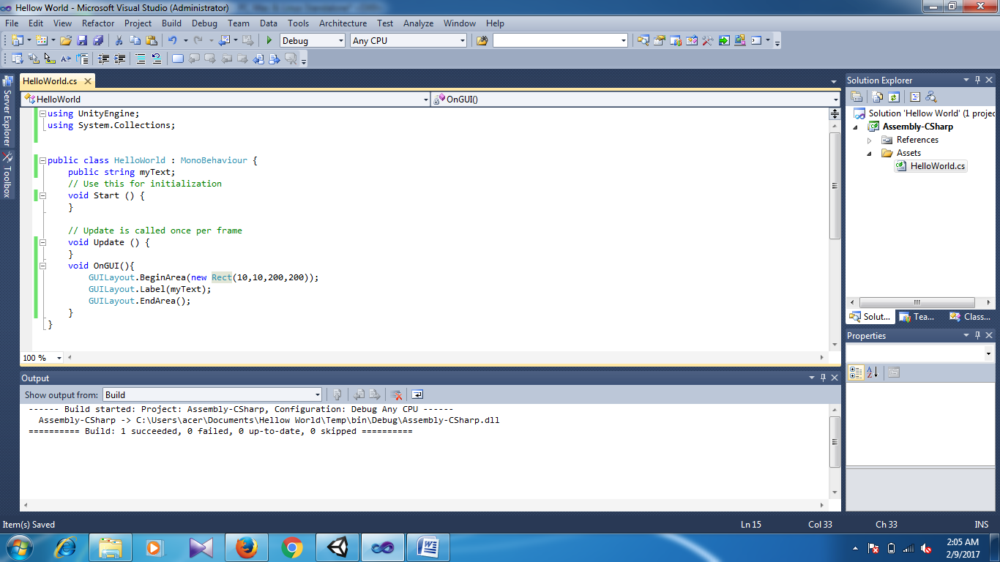 Hellow World - Microsoft Visual Studio (Administrator)
File Edit View Refactor Project Build Debug Team Data Tools Architecture Test Analyze Window Help
Debug Any CPU
HelloWorld.cs
HelloWorld OnGUI()
Server Explorer
Toolbox
using UnityEngine;
using System.Collections;
public class HelloWorld : MonoBehaviour {
public string myText;
// Use this for initialization
void Start () {
}
// Update is called once per frame
void Update () {
}
void OnGUI(){
GUILayout.BeginArea(new Rect(10,10,200,200));
GUILayout.Label(myText);
GUILayout.EndArea();
}
}
100 %
Solution Explorer
Solution 'Hellow World' (1 projec
Assembly-CSharp
References
Assets
HelloWorld.cs
Solut... Tea... Class...
Properties
Output
Show output from: Build
------ Build started: Project: Assembly-CSharp, Configuration: Debug Any CPU ------
Assembly-CSharp -> C:\Users\acer\Documents\Hellow World\Temp\bin\Debug\Assembly-CSharp.dll
========== Build: 1 succeeded, 0 failed, 0 up-to-date, 0 skipped ==========
Item(s) Saved Ln 15 Col 33 Ch 33 INS
2:05 AM
2/9/2017